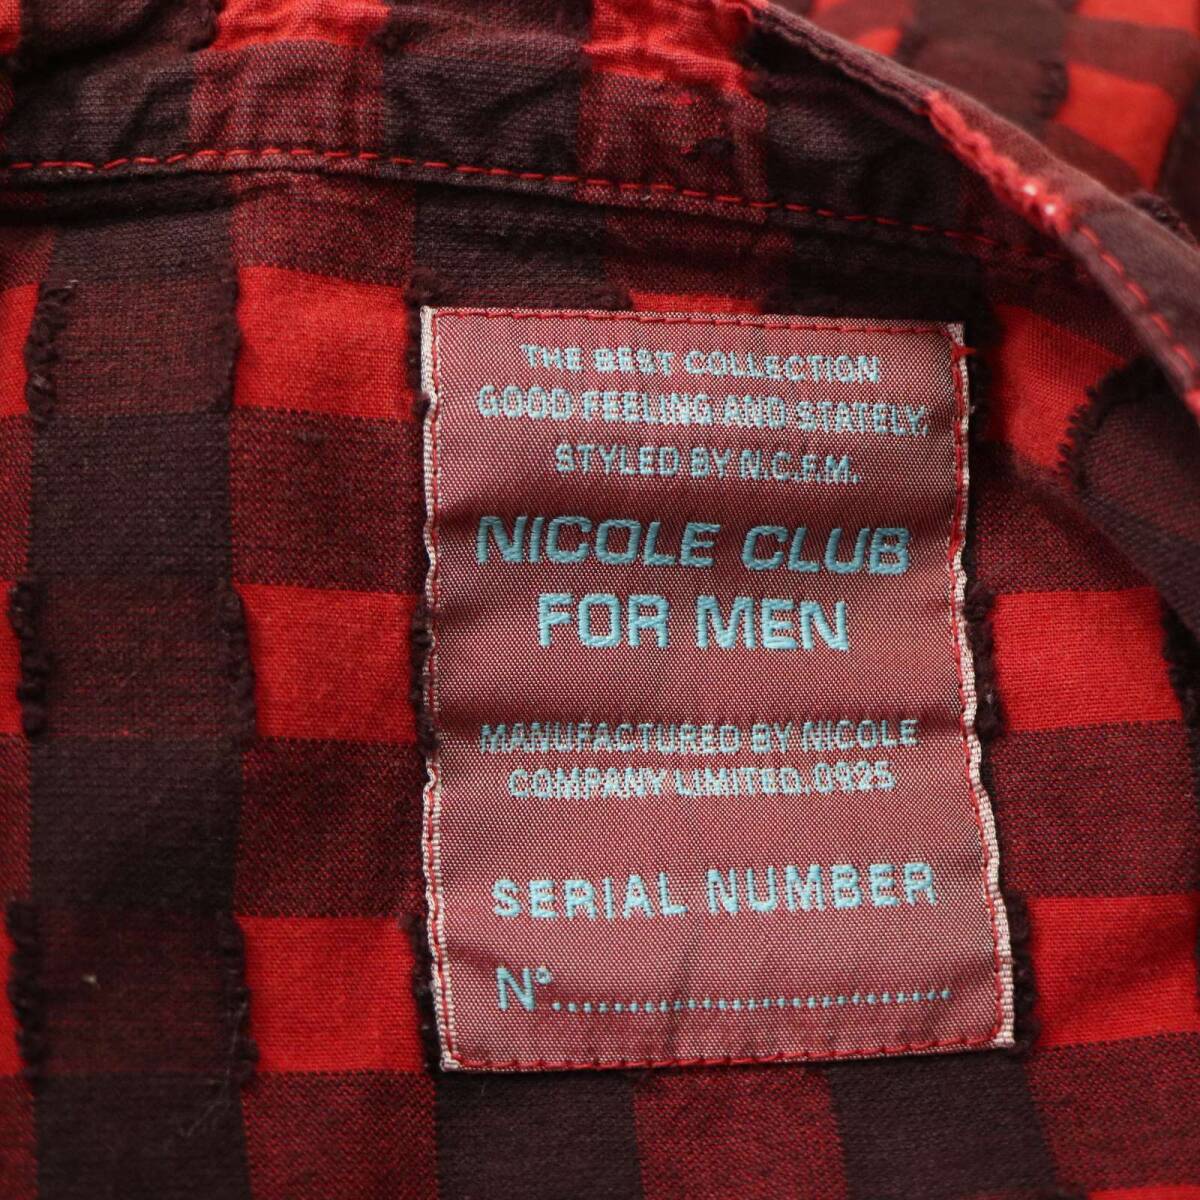 THE BEST COLLECTION
GOOD FEELING AND STATELY.
STYLED BY N.C.F.M.
NICOLE CLUB
FOR MEN
MANUFACTURED BY NICOLE
COMPANY LIMITED. 0925
SERIAL NUMBER
N°........................................